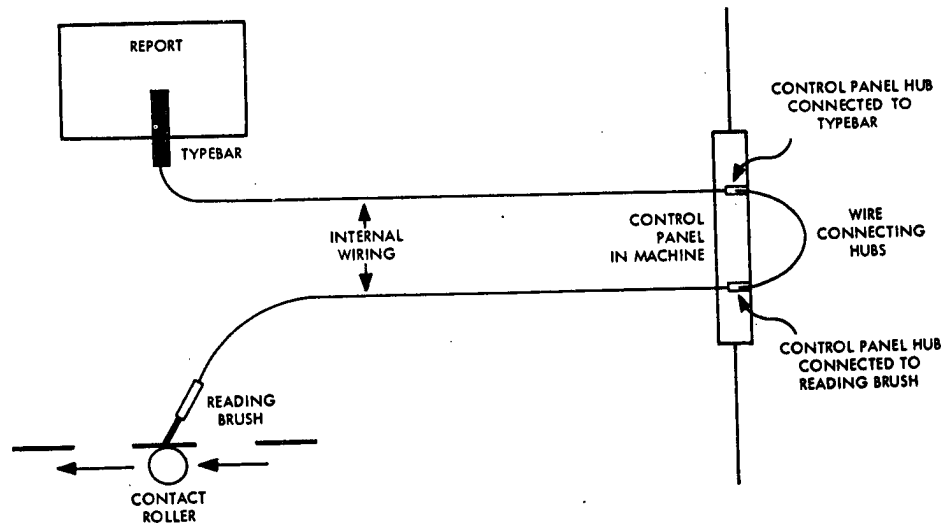 REPORT
TYPEBAR
CONTROL PANEL HUB
CONNECTED TO
TYPEBAR
INTERNAL
WIRING
CONTROL
PANEL
IN MACHINE
WIRE
CONNECTING
HUBS
CONTROL PANEL HUB
CONNECTED TO
READING BRUSH
READING
BRUSH
CONTACT
ROLLER